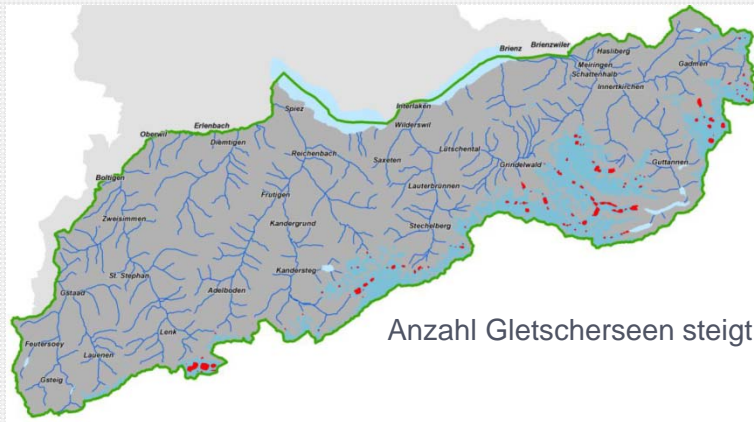 Brienz
Brienzwiler
Hasliberg
Gadmen
Meiringen
Schattenhalb
Innertkirchen
Interlaken
Wilderswil
Spiez
Erlenbach
Oberwil
Diemtigen
Reichenbach
Saxeten
Lütschental
Grindelwald
Guttannen
Boltigen
Lauterbrunnen
Frutigen
Zweisimmen
Kandergrund
Stechelberg
Kandersteg
St. Stephan
Adelboden
Gstaad
Lenk
Anzahl Gletscherseen steigt
Feutersoey
Lauenen
Gsteig